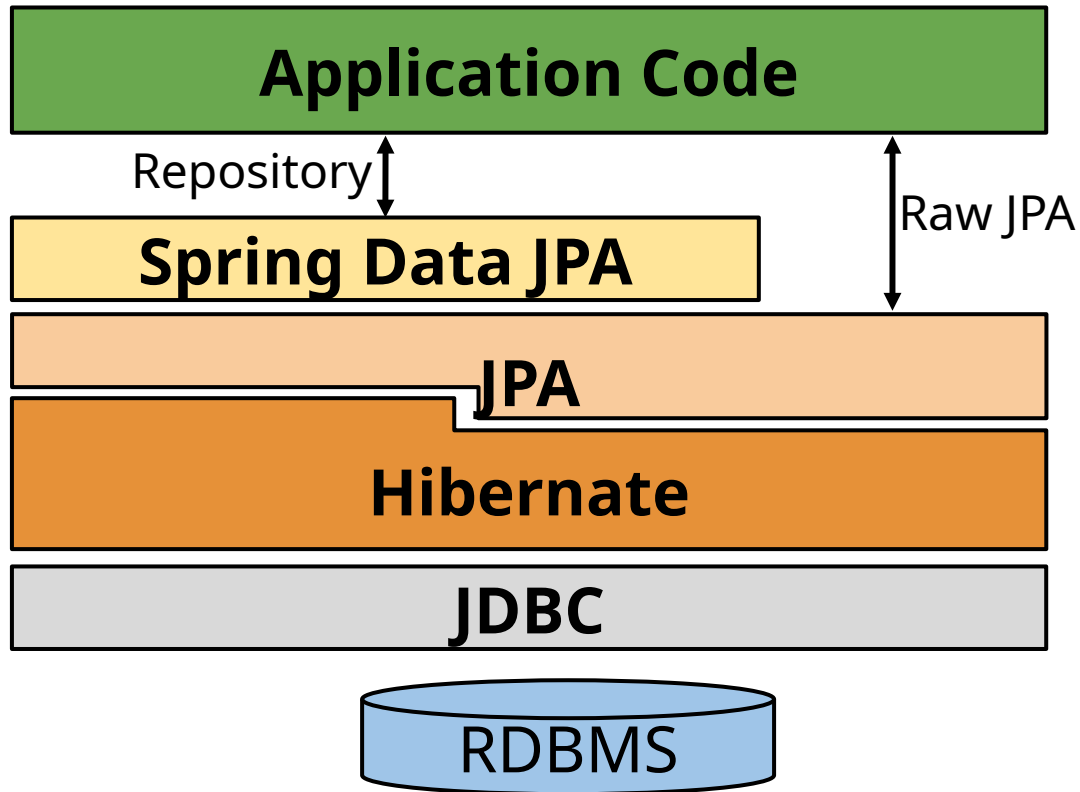 Application Code
Repository
Raw JPA
Spring Data JPA
JPA
Hibernate
JDBC
RDBMS